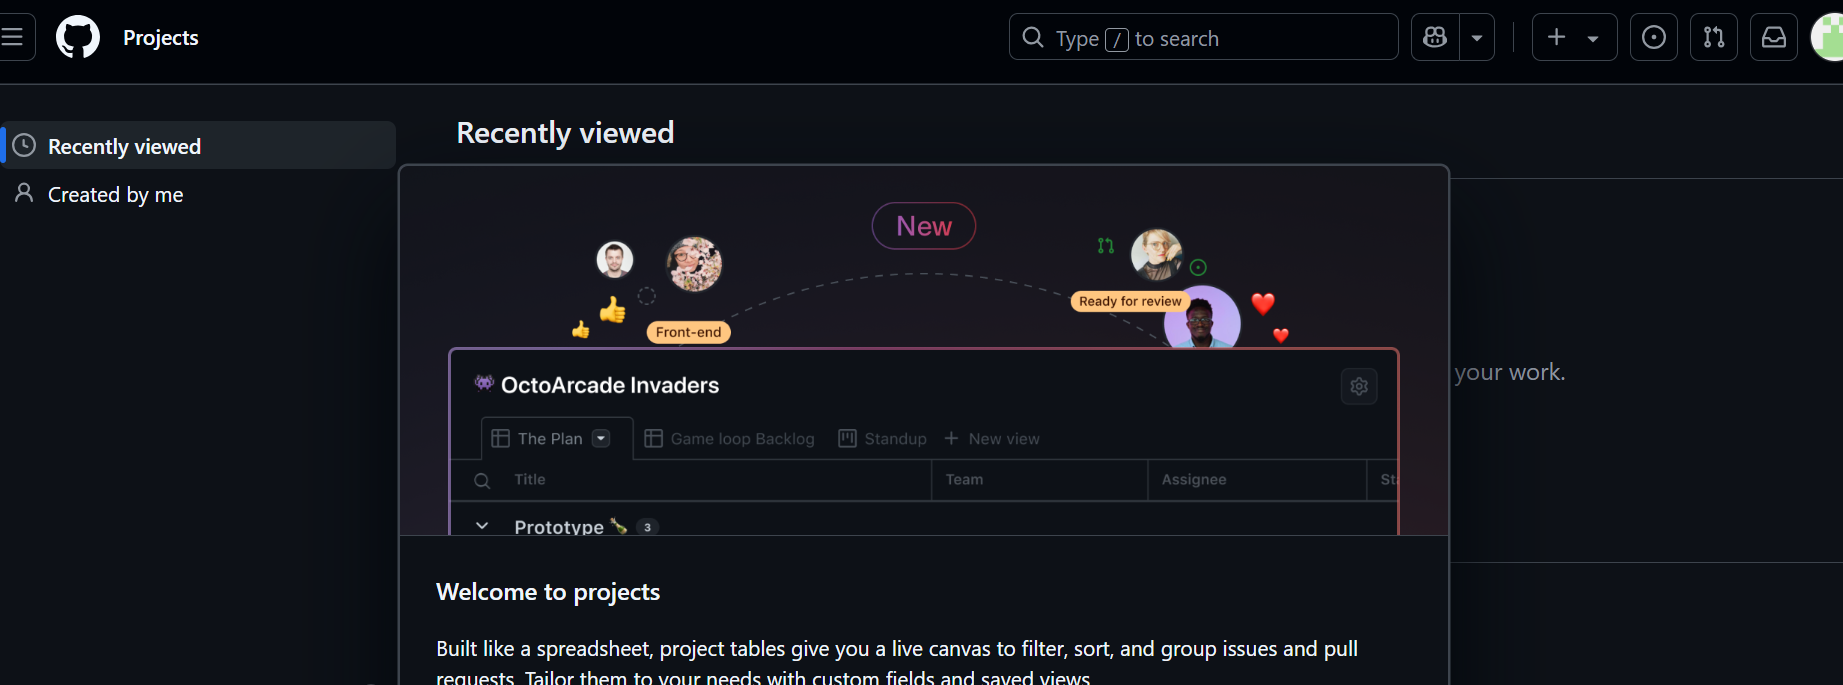 Projects
Type / to search
Recently viewed
Created by me
Recently viewed
New
Front-end
Ready for review
OctoArcade Invaders
your work.
The Plan
Game loop Backlog
Standup
New view
Title
Team
Assignee
Prototype
3
Welcome to projects
Built like a spreadsheet, project tables give you a live canvas to filter, sort, and group issues and pull
requests. Tailor them to your needs with custom fields and saved views.